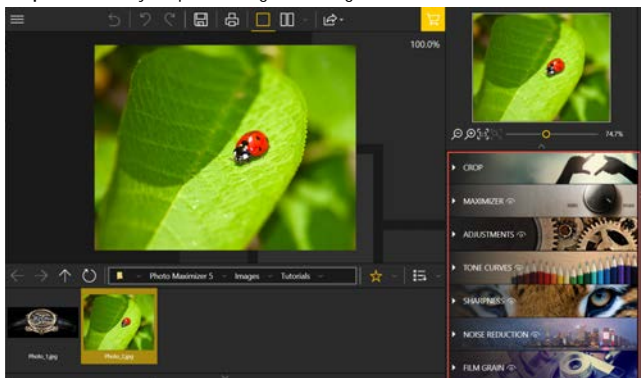 100.0%
74.7%
CROP
MAXIMIZER
ADJUSTMENTS
TONE CURVES
SHARPNESS
NOISE REDUCTION
FILM GRAIN
Photo Maximizer 5
Images
Tutorials
Photo_1.jpg
Photo_2.jpg